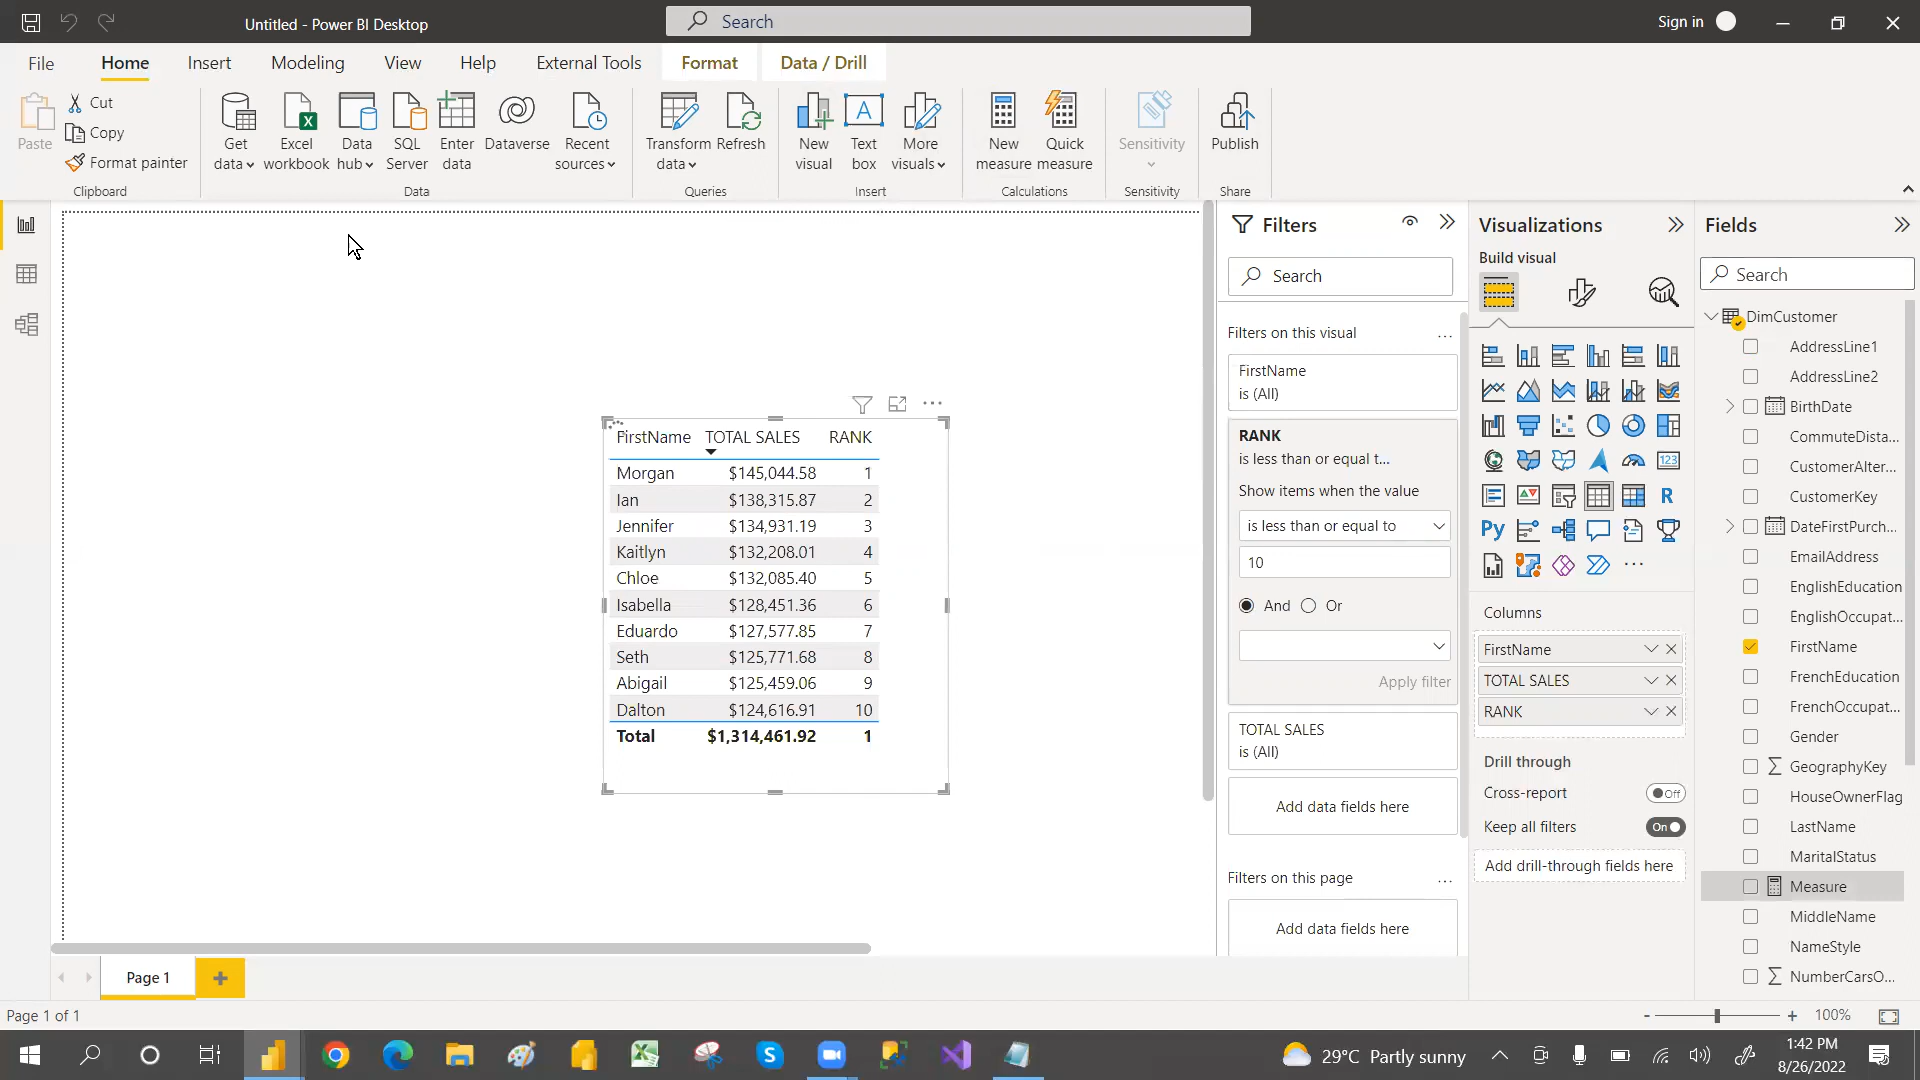 Untitled - Power BI Desktop
Search
Sign in
File
Home
Insert
Modeling
View
Help
External Tools
Format
Data / Drill
Paste
Cut
Copy
Format painter
Clipboard
Get data
Excel workbook
Data hub
SQL Server
Enter data
Dataverse
Recent sources
Data
Transform data
Refresh
Queries
New visual
Text box
More visuals
Insert
New measure
Quick measure
Calculations
Sensitivity
Sensitivity
Publish
Share
FirstName TOTAL SALES RANK
Morgan $145,044.58 1
Ian $138,315.87 2
Jennifer $134,931.19 3
Kaitlyn $132,208.01 4
Chloe $132,085.40 5
Isabella $128,451.36 6
Eduardo $127,577.85 7
Seth $125,771.68 8
Abigail $125,459.06 9
Dalton $124,616.91 10
Total $1,314,461.92 1
Filters
Search
Filters on this visual ...
FirstName
is (All)
RANK
is less than or equal t...
Show items when the value
is less than or equal to
10
And Or
Apply filter
TOTAL SALES
is (All)
Add data fields here
Filters on this page ...
Add data fields here
Visualizations
Build visual
123
R
Py
...
Columns
FirstName
TOTAL SALES
RANK
Drill through
Cross-report Off
Keep all filters On
Add drill-through fields here
Fields
Search
DimCustomer
AddressLine1
AddressLine2
BirthDate
CommuteDista...
CustomerAlter...
CustomerKey
DateFirstPurch...
EmailAddress
EnglishEducation
EnglishOccupat...
FirstName
FrenchEducation
FrenchOccupat...
Gender
GeographyKey
HouseOwnerFlag
LastName
MaritalStatus
Measure
MiddleName
NameStyle
NumberCarsO...
Page 1
Page 1 of 1
- + 100%
29°C Partly sunny
1:42 PM
8/26/2022